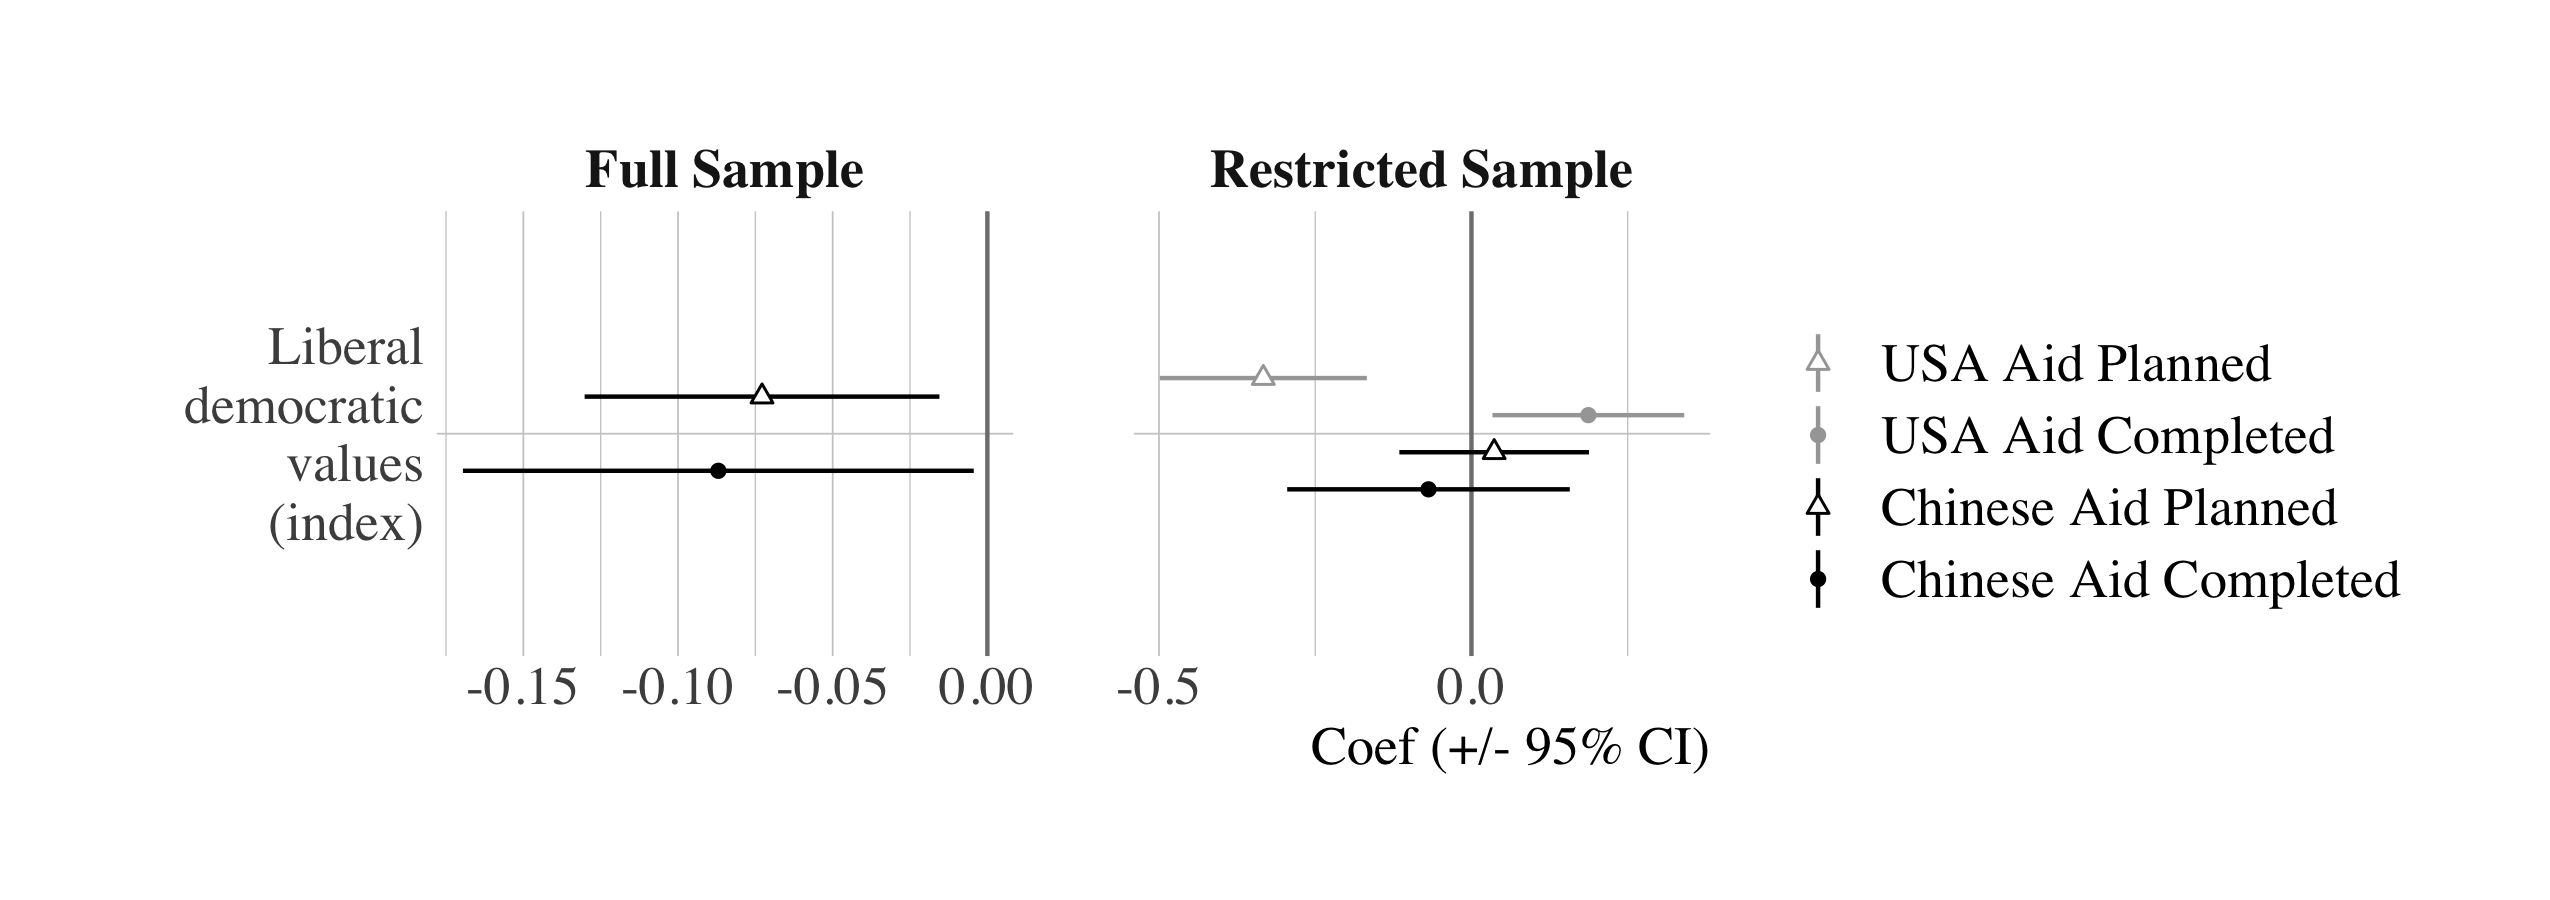 Full Sample
Restricted Sample
Liberal
democratic
values
(index)
-0.15 -0.10 -0.05 0.00
-0.5 0.0
Coef (+/- 95% CI)
USA Aid Planned
USA Aid Completed
Chinese Aid Planned
Chinese Aid Completed